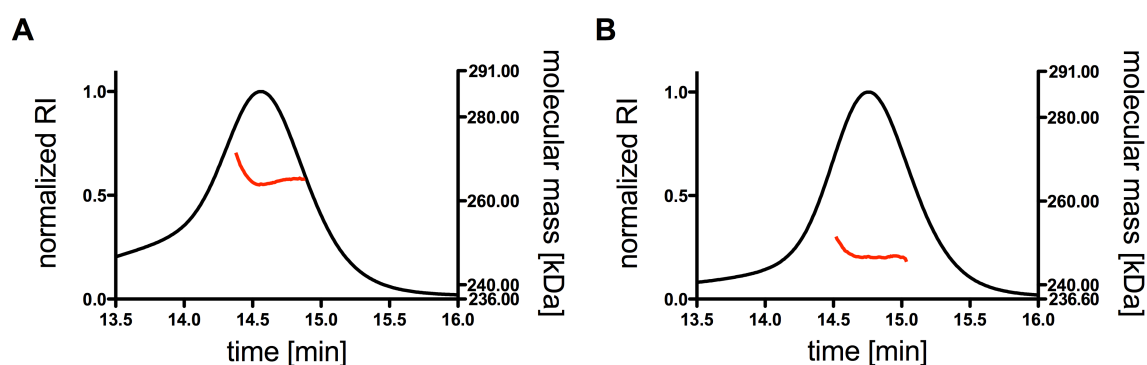 A
normalized RI
1.0
0.5
0.0
13.5 14.0 14.5 15.0 15.5 16.0
time [min]
291.00
280.00
260.00
240.00
236.00
molecular mass [kDa]
B
normalized RI
1.0
0.5
0.0
13.5 14.0 14.5 15.0 15.5 16.0
time [min]
291.00
280.00
260.00
240.00
236.60
molecular mass [kDa]